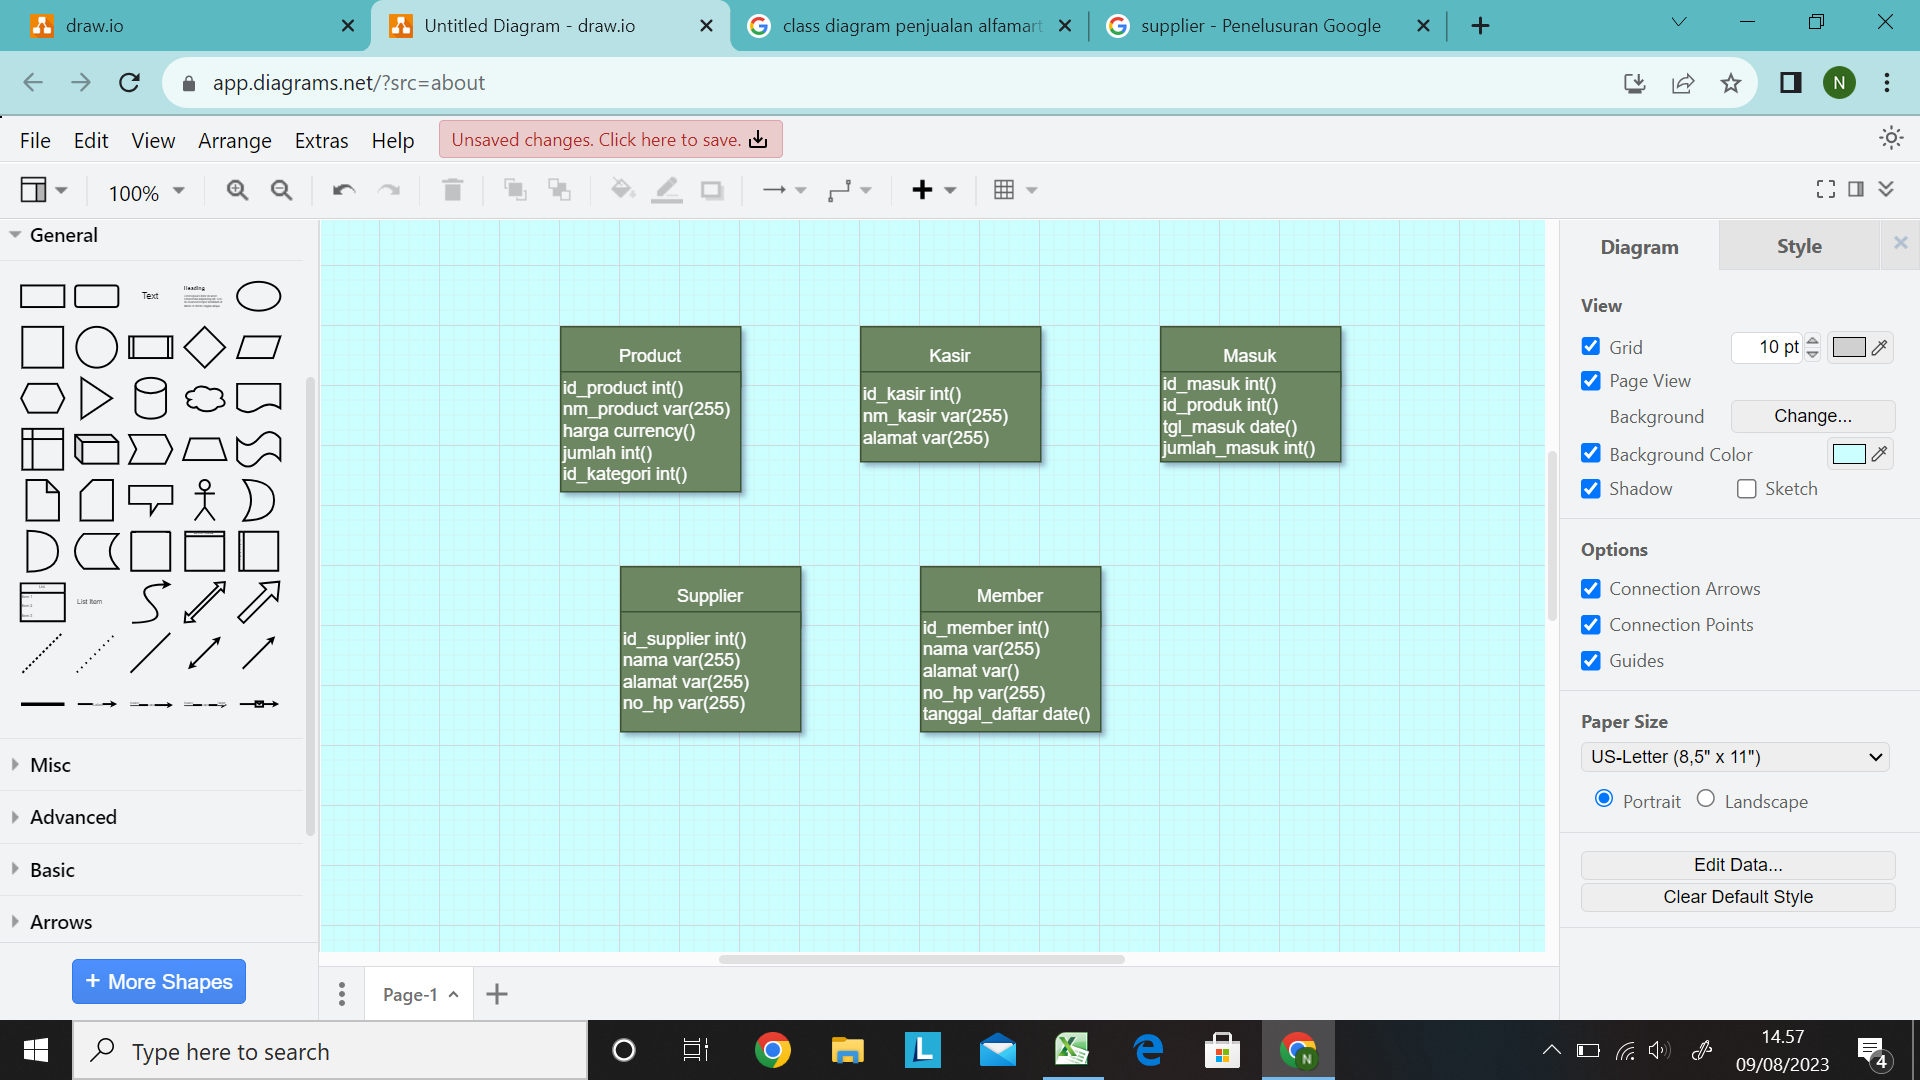 draw.io
Untitled Diagram - draw.io
class diagram penjualan alfamart
supplier - Penelusuran Google
app.diagrams.net/?src=about
N
File Edit View Arrange Extras Help
Unsaved changes. Click here to save.
100%
General
Text
Heading
List Item
Misc
Advanced
Basic
Arrows
+ More Shapes
Product
id_product int()
nm_product var(255)
harga currency()
jumlah int()
id_kategori int()
Kasir
id_kasir int()
nm_kasir var(255)
alamat var(255)
Masuk
id_masuk int()
id_produk int()
tgl_masuk date()
jumlah_masuk int()
Supplier
id_supplier int()
nama var(255)
alamat var(255)
no_hp var(255)
Member
id_member int()
nama var(255)
alamat var()
no_hp var(255)
tanggal_daftar date()
Page-1
Diagram
Style
View
Grid
10 pt
Page View
Background
Change...
Background Color
Shadow
Sketch
Options
Connection Arrows
Connection Points
Guides
Paper Size
US-Letter (8,5" x 11")
Portrait
Landscape
Edit Data...
Clear Default Style
Type here to search
L
N
14.57
09/08/2023
4